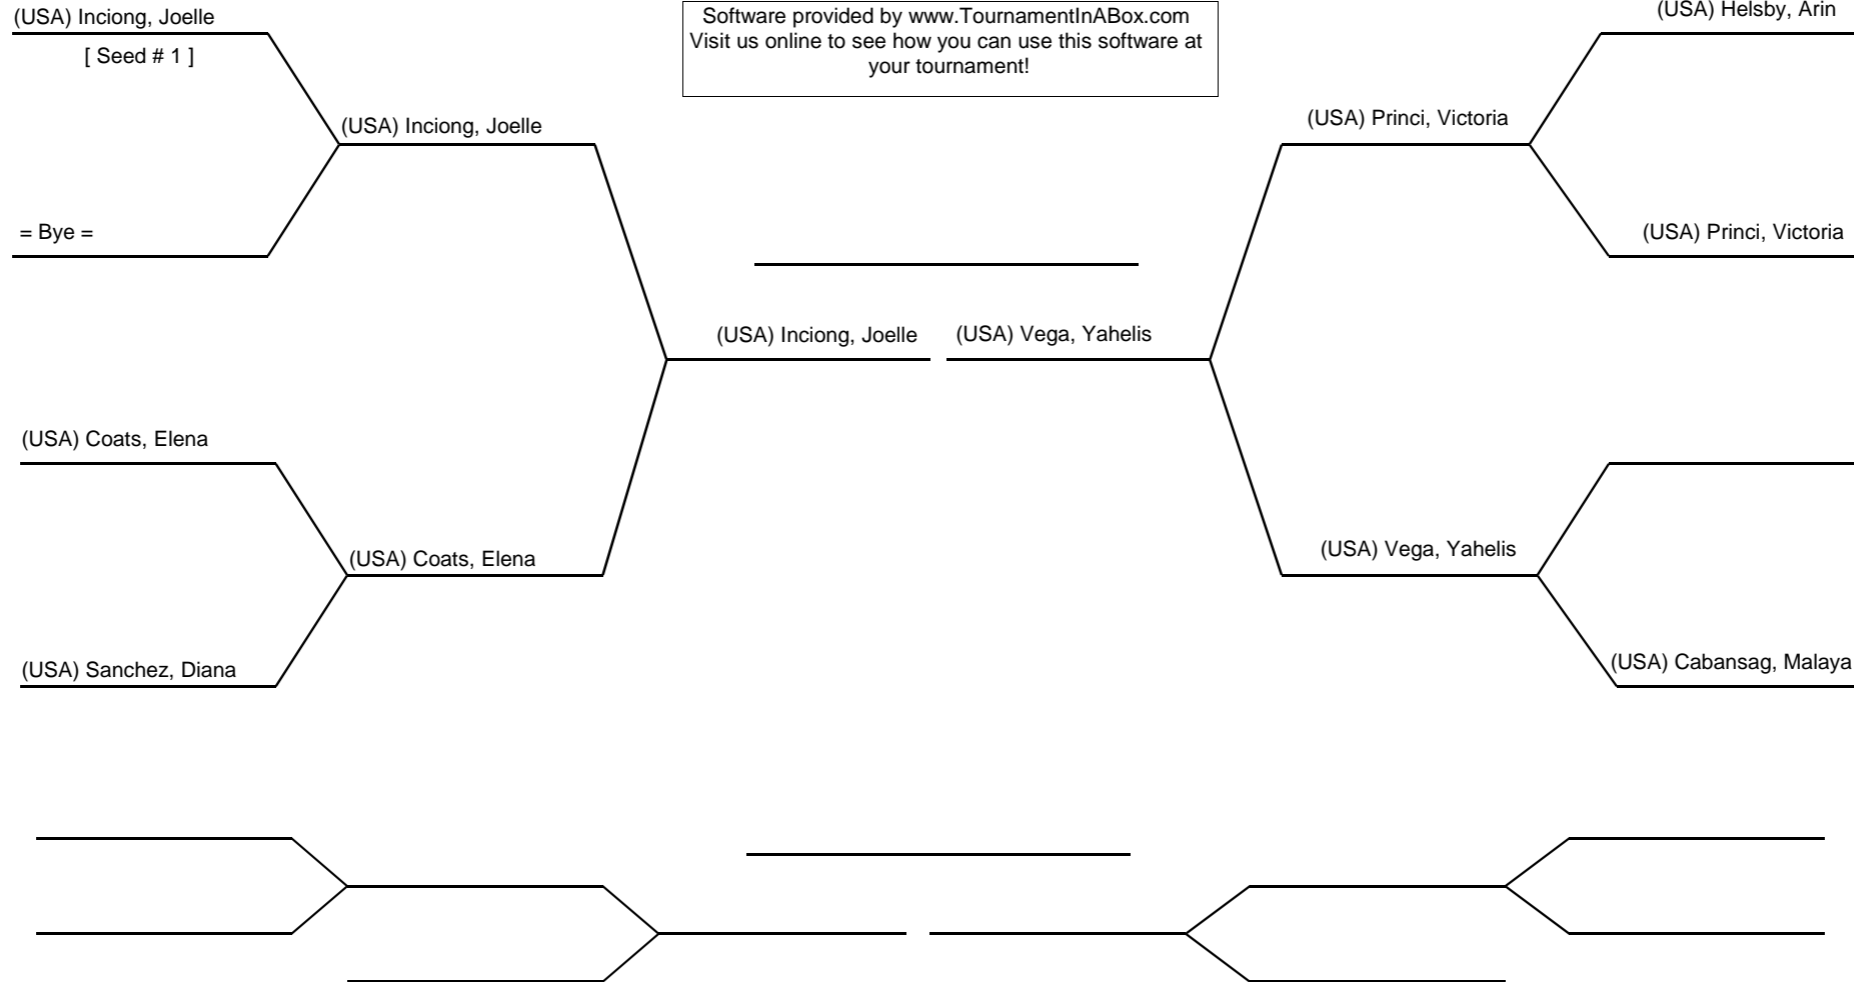 (USA) Inciong, Joelle
[ Seed # 1 ]
Software provided by www.TournamentInABox.com
Visit us online to see how you can use this software at
your tournament!
(USA) Helsby, Arin
(USA) Inciong, Joelle
(USA) Princi, Victoria
= Bye =
(USA) Princi, Victoria
(USA) Inciong, Joelle
(USA) Vega, Yahelis
(USA) Coats, Elena
(USA) Coats, Elena
(USA) Vega, Yahelis
(USA) Sanchez, Diana
(USA) Cabansag, Malaya